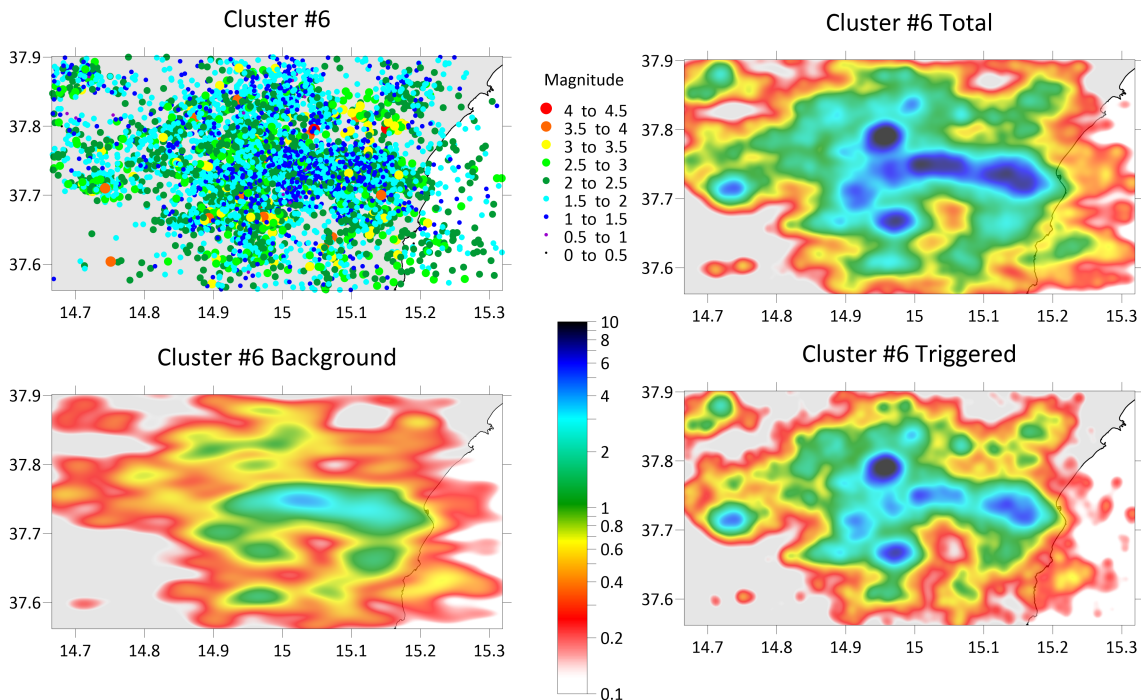 Cluster #6
Cluster #6 Total
37.9
37.8
37.7
37.6
14.7 14.8 14.9 15 15.1 15.2 15.3
Magnitude
4 to 4.5
3.5 to 4
3 to 3.5
2.5 to 3
2 to 2.5
1.5 to 2
1 to 1.5
0.5 to 1
0 to 0.5
37.9
37.8
37.7
37.6
14.7 14.8 14.9 15 15.1 15.2 15.3
Cluster #6 Background
Cluster #6 Triggered
37.9
37.8
37.7
37.6
14.7 14.8 14.9 15 15.1 15.2 15.3
10
8
6
4
2
1
0.8
0.6
0.4
0.2
0.1
37.9
37.8
37.7
37.6
14.7 14.8 14.9 15 15.1 15.2 15.3